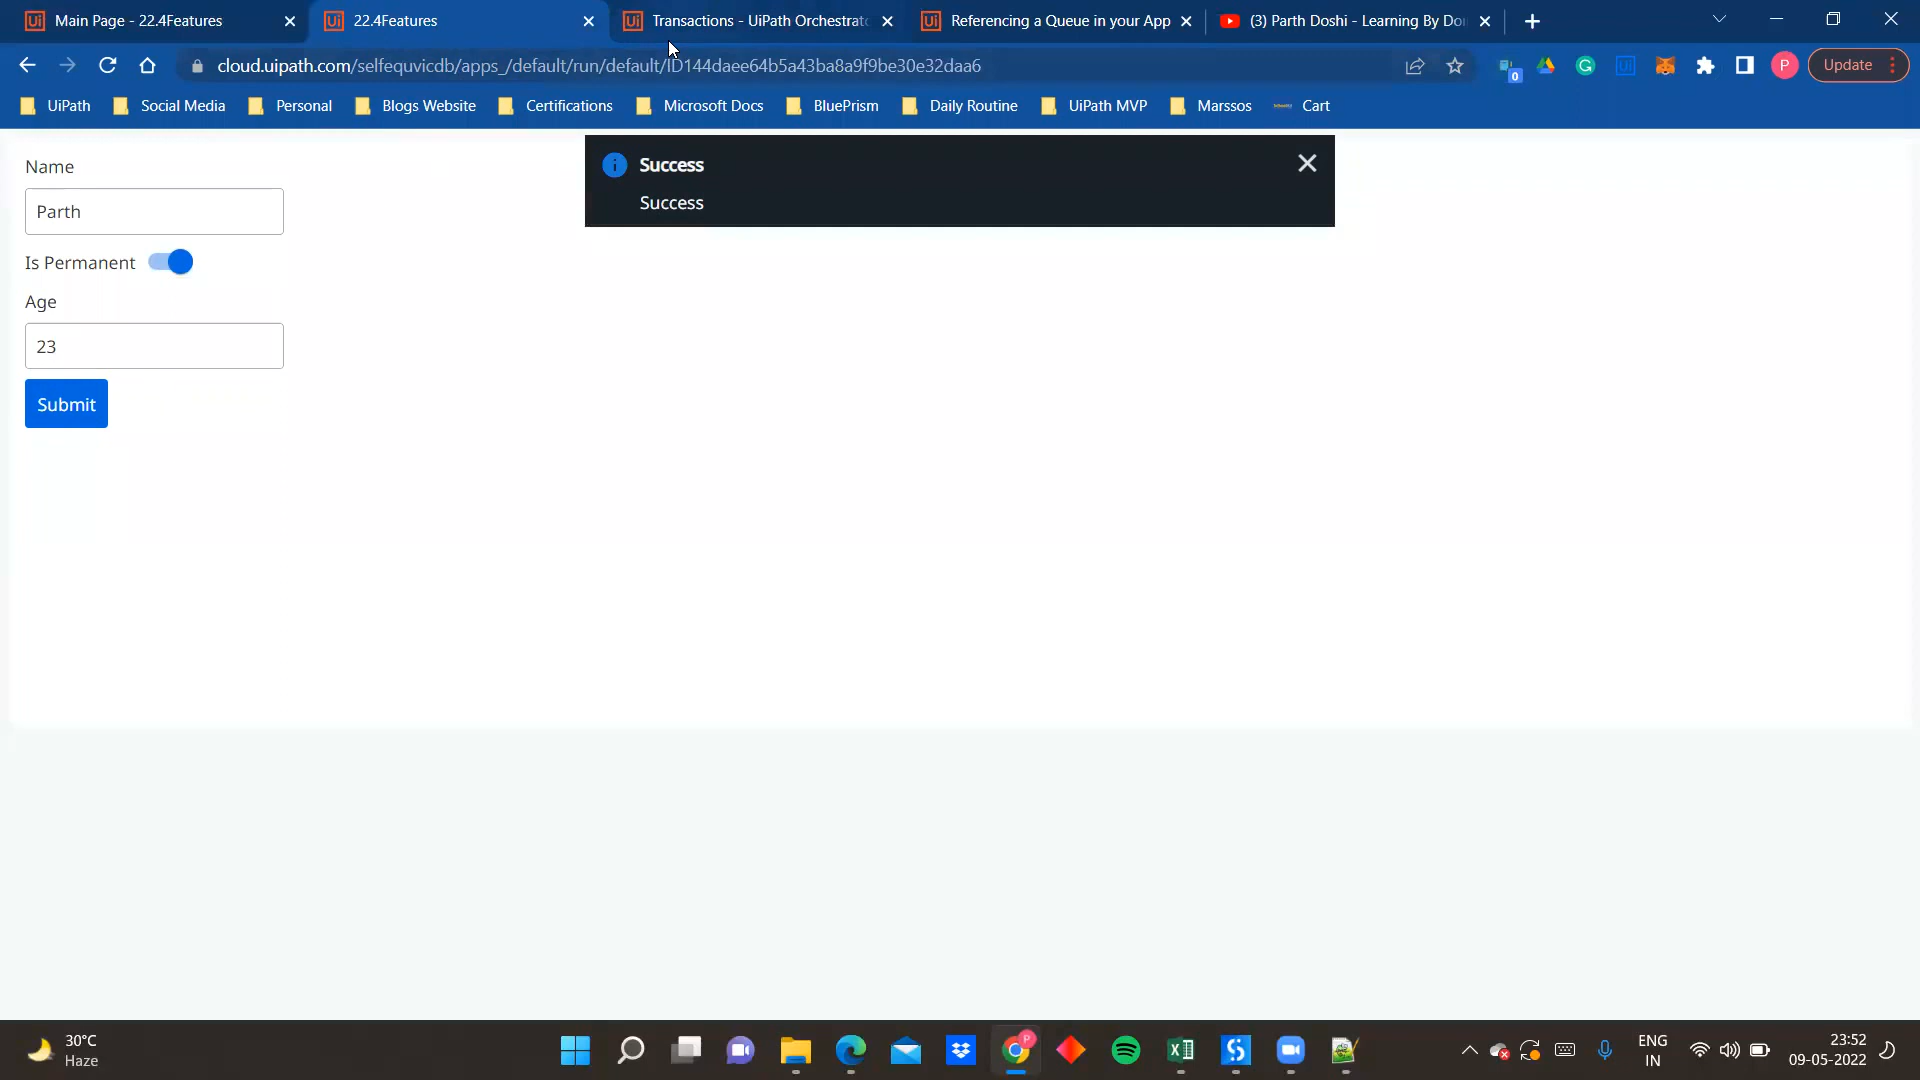 Main Page - 22.4Features
22.4Features
Transactions - UiPath Orchestrato
Referencing a Queue in your App
(3) Parth Doshi - Learning By Doi
cloud.uipath.com/selfequvicdb/apps_/default/run/default/ID144daee64b5a43ba8a9f9be30e32daa6
0
P
Update
UiPath
Social Media
Personal
Blogs Website
Certifications
Microsoft Docs
BluePrism
Daily Routine
UiPath MVP
Marssos
Cart
Success
Success
Name
Parth
Is Permanent
Age
23
Submit
30°C
Haze
ENG
IN
23:52
09-05-2022